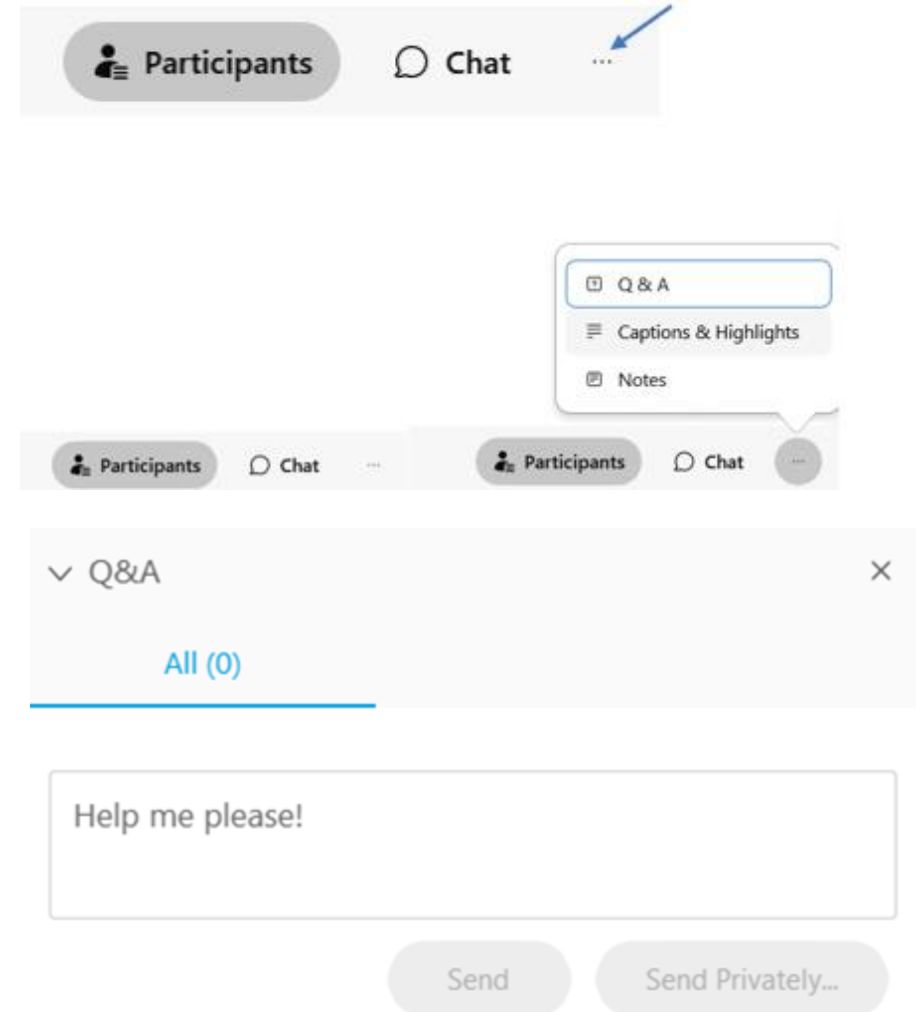 Participants Chat ...
Q & A
Captions & Highlights
Notes
Participants Chat ... Participants Chat ...
Q&A
All (0)
Help me please!
Send Send Privately...